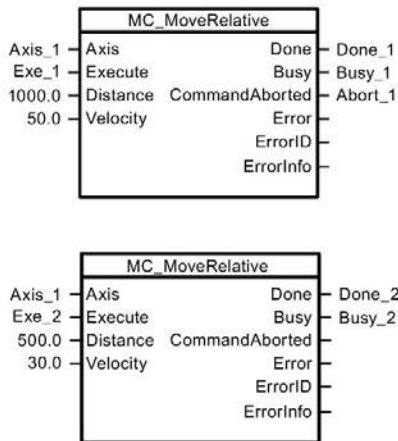 MC_MoveRelative
Axis_1 Axis Done Done_1
Exe_1 Execute Busy Busy_1
1000.0 Distance CommandAborted Abort_1
50.0 Velocity Error
ErrorID
ErrorInfo
MC_MoveRelative
Axis_1 Axis Done Done_2
Exe_2 Execute Busy Busy_2
500.0 Distance CommandAborted
30.0 Velocity Error
ErrorID
ErrorInfo